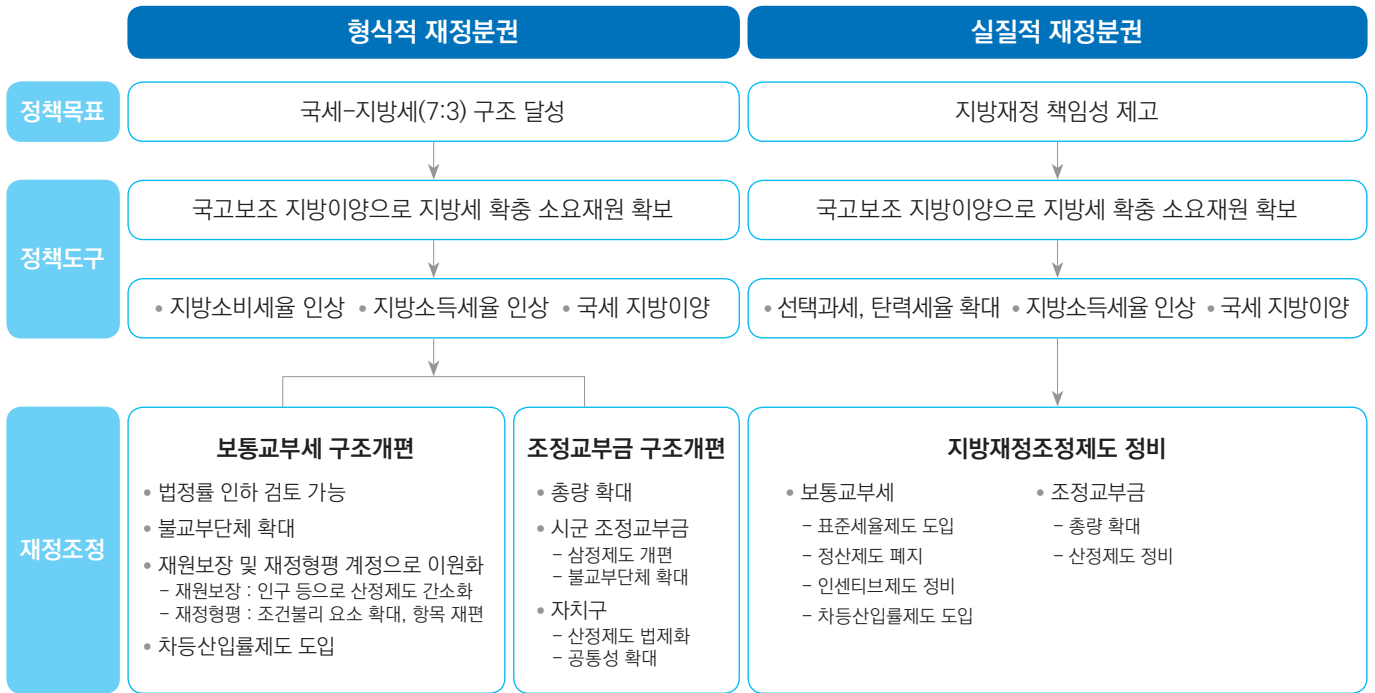 형식적 재정분권
실질적 재정분권
정책목표
국세-지방세(7:3) 구조 달성
지방재정 책임성 제고
정책도구
국고보조 지방이양으로 지방세 확충 소요재원 확보
국고보조 지방이양으로 지방세 확충 소요재원 확보
• 지방소비세율 인상 • 지방소득세율 인상 • 국세 지방이양
• 선택과세, 탄력세율 확대 • 지방소득세율 인상 • 국세 지방이양
재정조정
보통교부세 구조개편
• 법정률 인하 검토 가능
• 불교부단체 확대
• 재원보장 및 재정형평 계정으로 이원화
- 재원보장 : 인구 등으로 산정제도 간소화
- 재정형평 : 조건불리 요소 확대, 항목 재편
• 차등산입률제도 도입
조정교부금 구조개편
• 총량 확대
• 시군 조정교부금
- 삼정제도 개편
- 불교부단체 확대
• 자치구
- 산정제도 법제화
- 공통성 확대
지방재정조정제도 정비
• 보통교부세
- 표준세율제도 도입
- 정산제도 폐지
- 인센티브제도 정비
- 차등산입률제도 도입
• 조정교부금
- 총량 확대
- 산정제도 정비